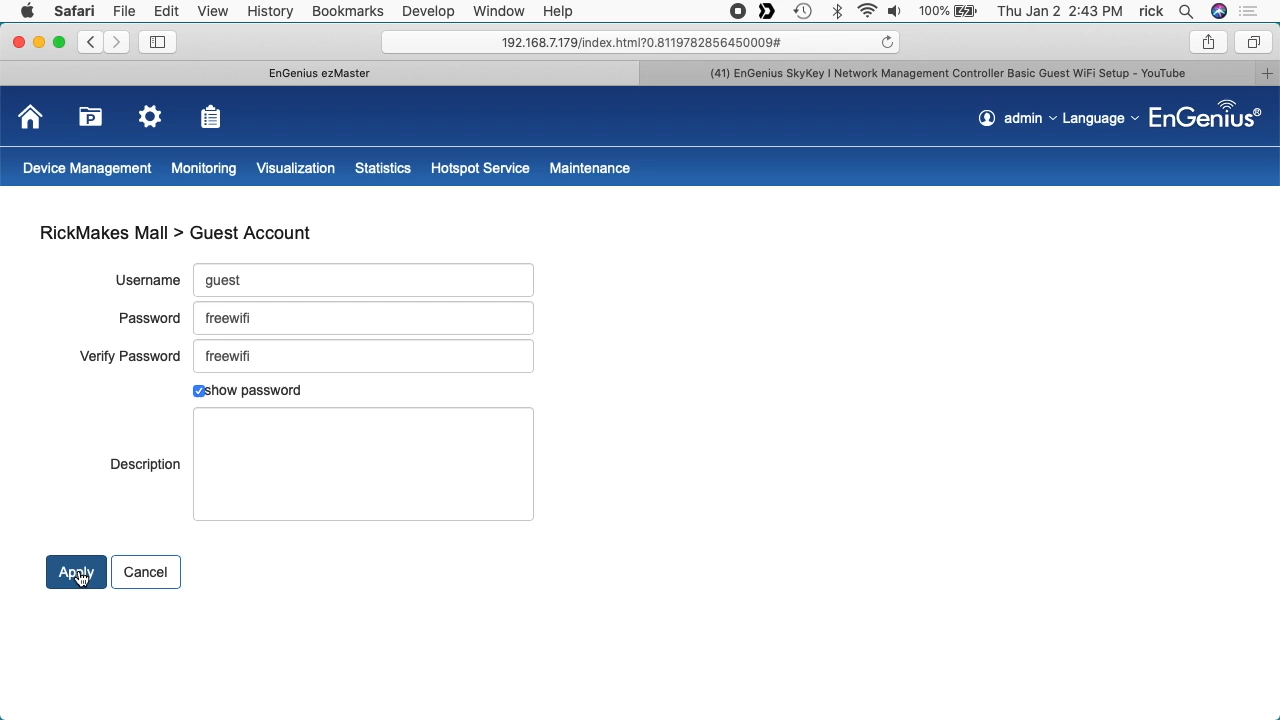 Safari File Edit View History Bookmarks Develop Window Help 100% Thu Jan 2 2:43 PM rick
192.168.7.179/index.html?0.8119782856450009#
EnGenius ezMaster (41) EnGenius SkyKey I Network Management Controller Basic Guest WiFi Setup - YouTube
P admin Language EnGenius®
Device Management Monitoring Visualization Statistics Hotspot Service Maintenance
RickMakes Mall > Guest Account
Username guest
Password freewifi
Verify Password freewifi
show password
Description
Apply Cancel